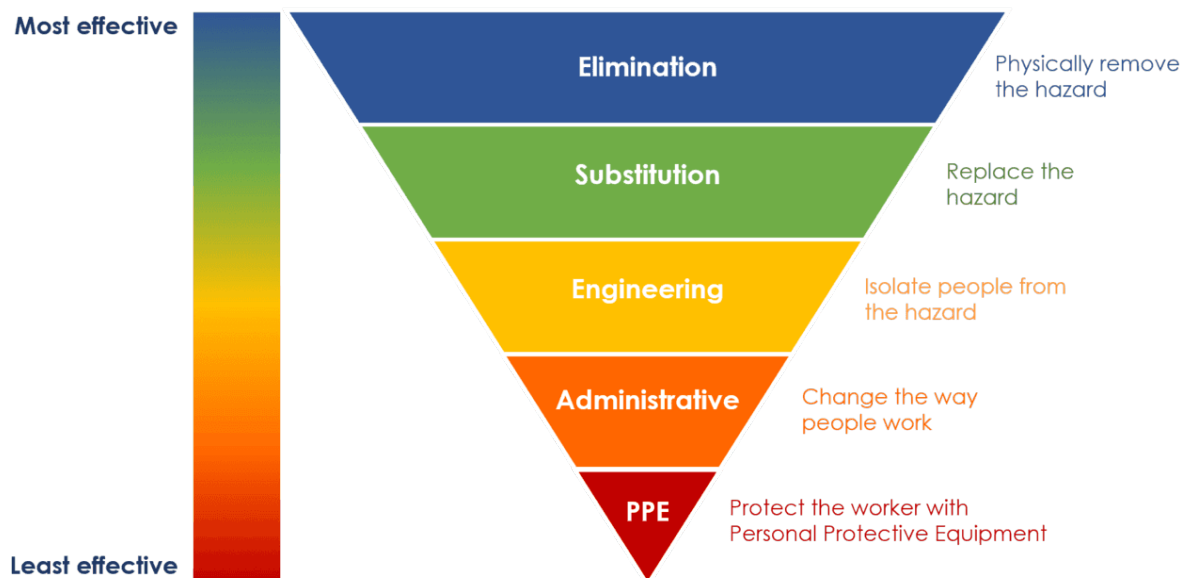 Most effective
Elimination
Physically remove
the hazard
Substitution
Replace the
hazard
Engineering
Isolate people from
the hazard
Administrative
Change the way
people work
PPE
Protect the worker with
Personal Protective Equipment
Least effective